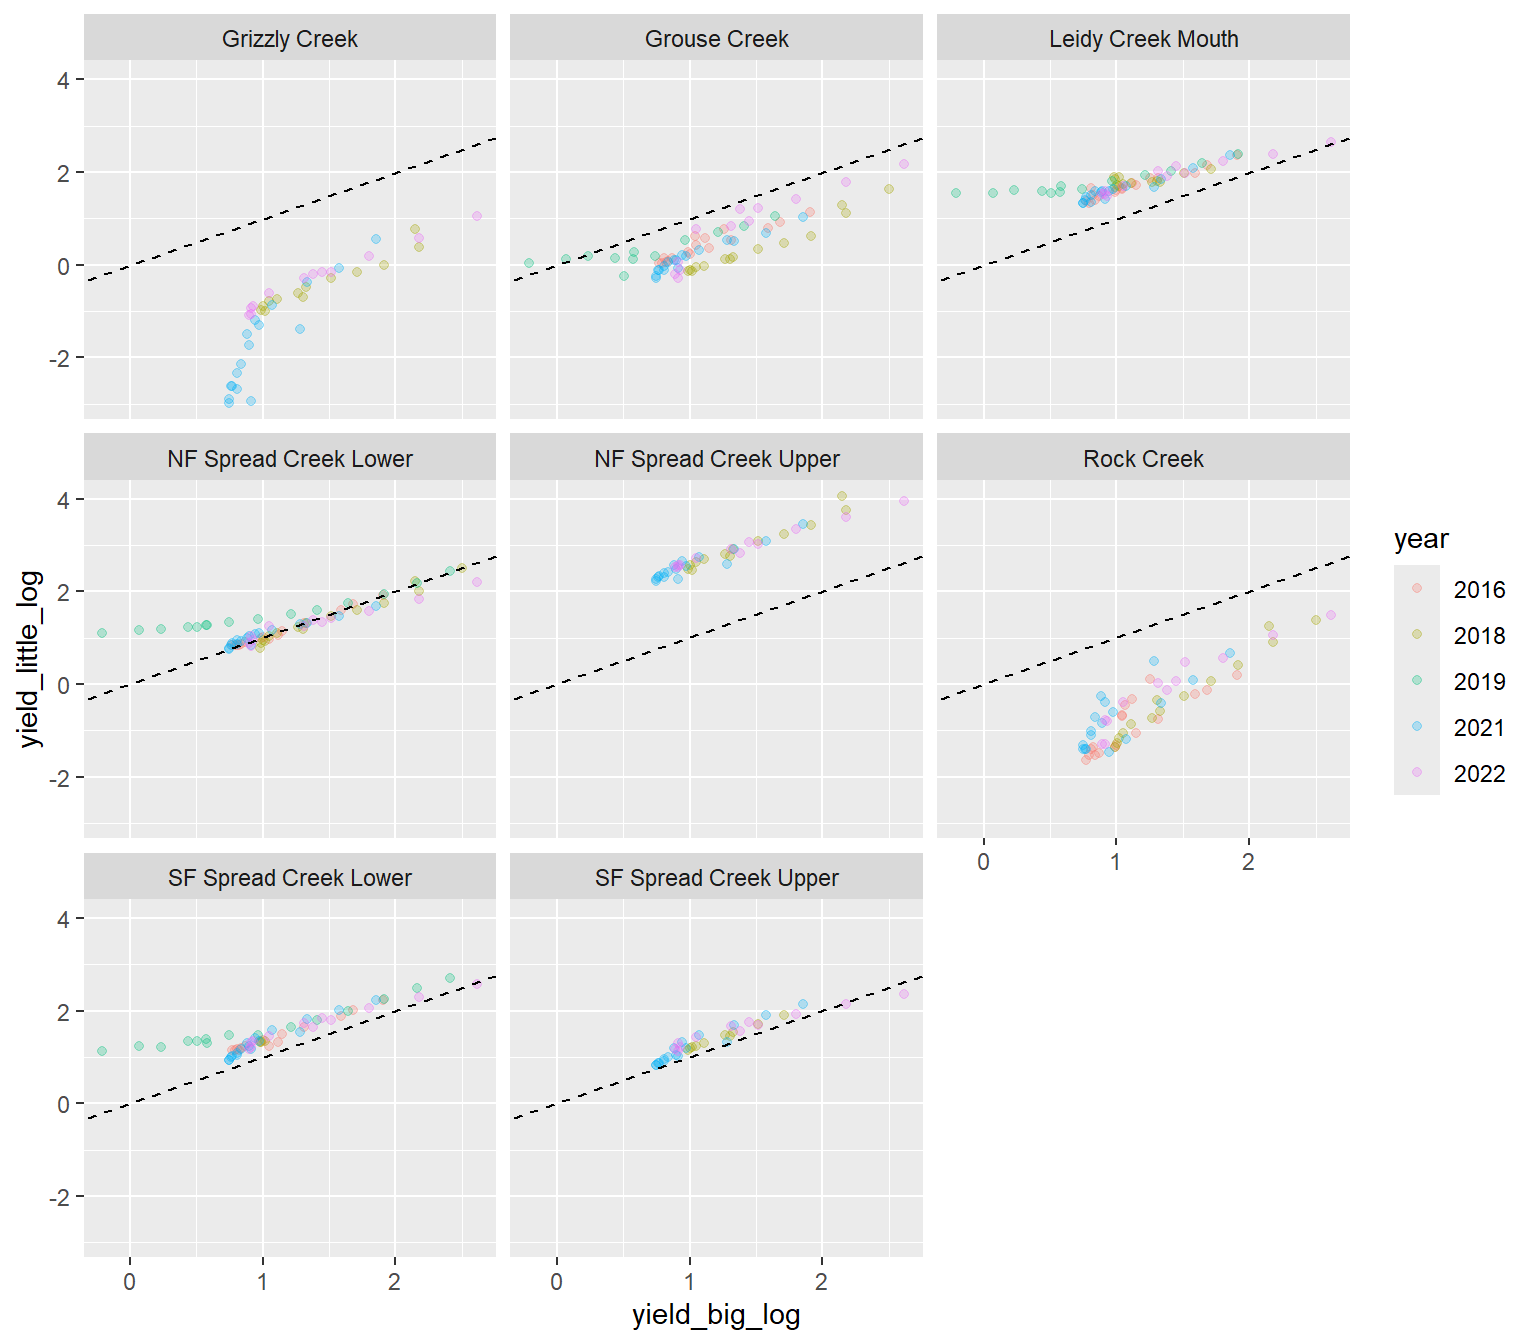 Grizzly Creek
Grouse Creek
Leidy Creek Mouth
4
2
0
-2
NF Spread Creek Lower
NF Spread Creek Upper
Rock Creek
4
2
0
-2
0
1
2
SF Spread Creek Lower
SF Spread Creek Upper
4
2
0
-2
0
1
2
0
1
2
yield_big_log
yield_little_log
year
2016
2018
2019
2021
2022